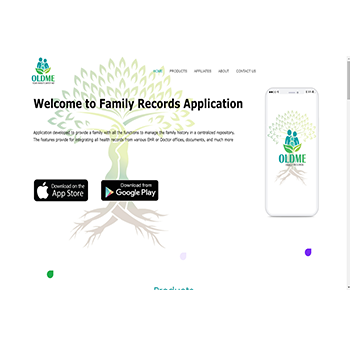 OLDME
HOME PRODUCTS AFFILIATES ABOUT CONTACT US
Welcome to Family Records Application
Application developed to provide a family with all the functions to manage the family history in a centralized repository.
The features provide for integrating all health records from various EHR or Doctor offices, documents, and much more
OLDME
Download on the
App Store
Download from
Google Play
Products